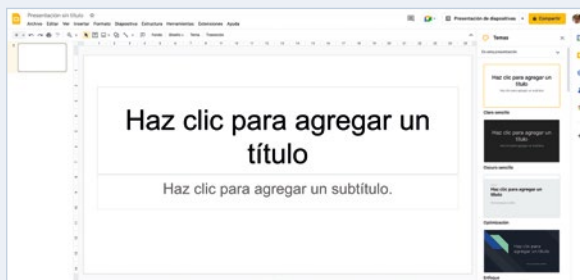 Presentación sin título
Archivo Editar Ver Insertar Formato Diapositiva Estructura Herramientas Extensiones Ayuda
Presentación de diapositivas
Compartir
Fondo Diseño Tema Transición
Temas
En esta presentación
Haz clic para agregar un
título
Haz clic para agregar un subtítulo.
Haz clic para agregar un
título
Claro sencillo
Haz clic para agregar un
título
Oscuro sencillo
Haz clic para agregar un
título
Optimización
Haz clic para
agregar un título
Enfoque